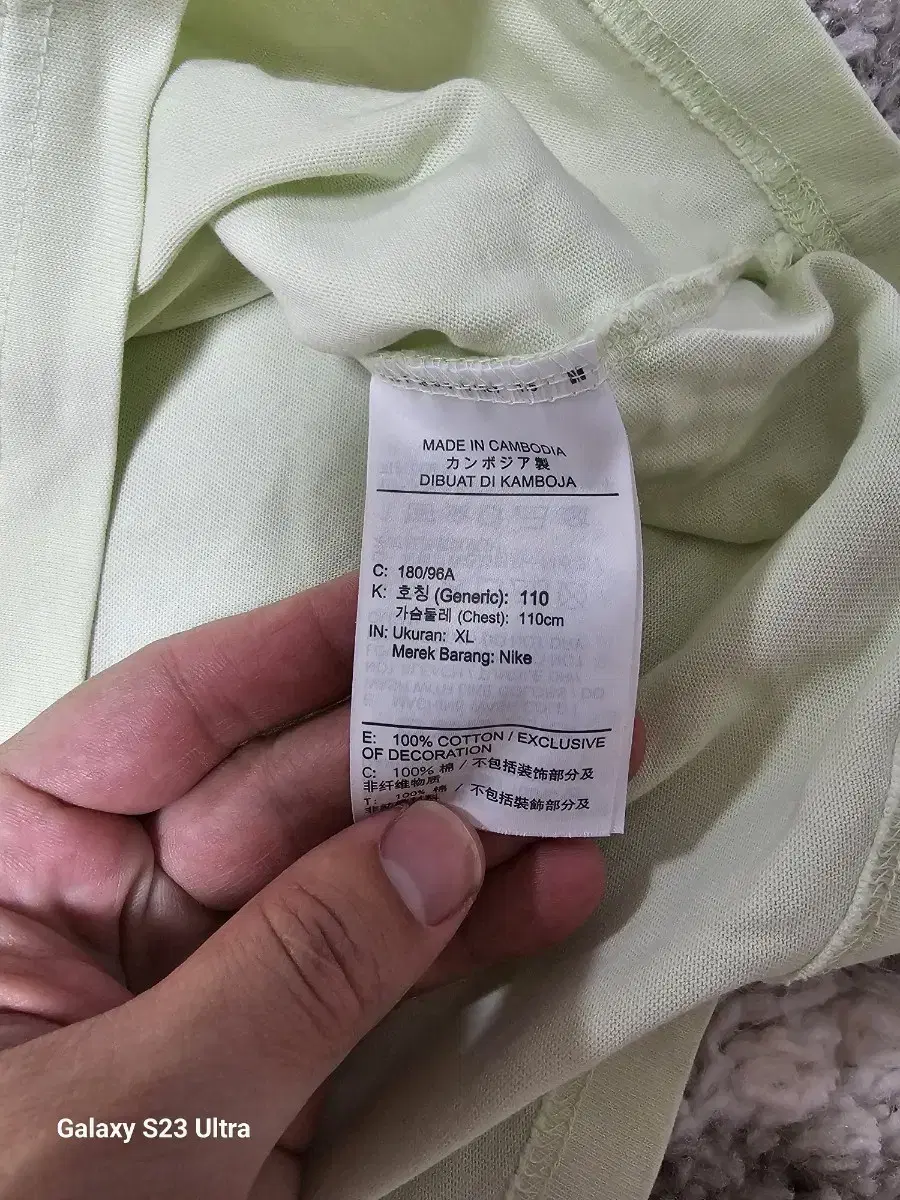 MADE IN CAMBODIA
カンボジア製
DIBUAT DI KAMBOJA
C: 180/96A
K: 호칭 (Generic): 110
가슴둘레 (Chest): 110cm
IN: Ukuran: XL
Merek Barang: Nike
E: 100% COTTON / EXCLUSIVE
OF DECORATION
C: 100% 棉 / 不包括装饰部分及
非纤维物质
T: 100% 棉 / 不包括裝飾部分及
Galaxy S23 Ultra